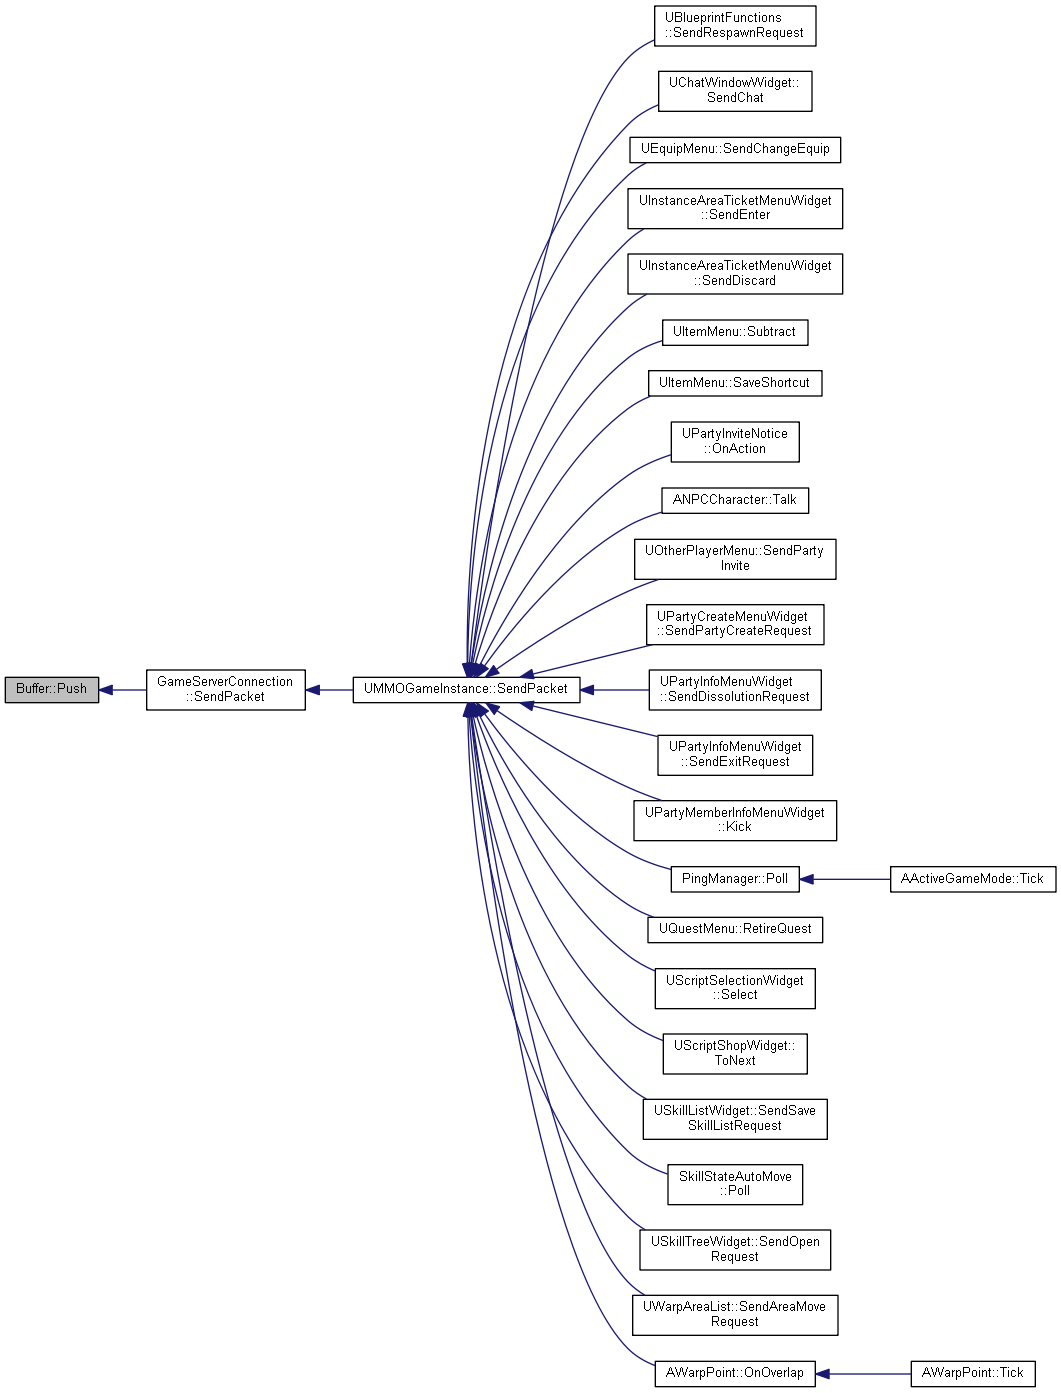 UBlueprintFunctions
::SendRespawnRequest
UChatWindowWidget::
SendChat
UEquipMenu::SendChangeEquip
UInstanceAreaTicketMenuWidget
::SendEnter
UInstanceAreaTicketMenuWidget
::SendDiscard
UItemMenu::Subtract
UItemMenu::SaveShortcut
UPartyInviteNotice
::OnAction
ANPCCharacter::Talk
UOtherPlayerMenu::SendParty
Invite
UPartyCreateMenuWidget
::SendPartyCreateRequest
Buffer::Push
GameServerConnection
::SendPacket
UMMOGameInstance::SendPacket
UPartyInfoMenuWidget
::SendDissolutionRequest
UPartyInfoMenuWidget
::SendExitRequest
UPartyMemberInfoMenuWidget
::Kick
PingManager::Poll
AActiveGameMode::Tick
UQuestMenu::RetireQuest
UScriptSelectionWidget
::Select
UScriptShopWidget::
ToNext
USkillListWidget::SendSave
SkillListRequest
SkillStateAutoMove
::Poll
USkillTreeWidget::SendOpen
Request
UWarpAreaList::SendAreaMove
Request
AWarpPoint::OnOverlap
AWarpPoint::Tick